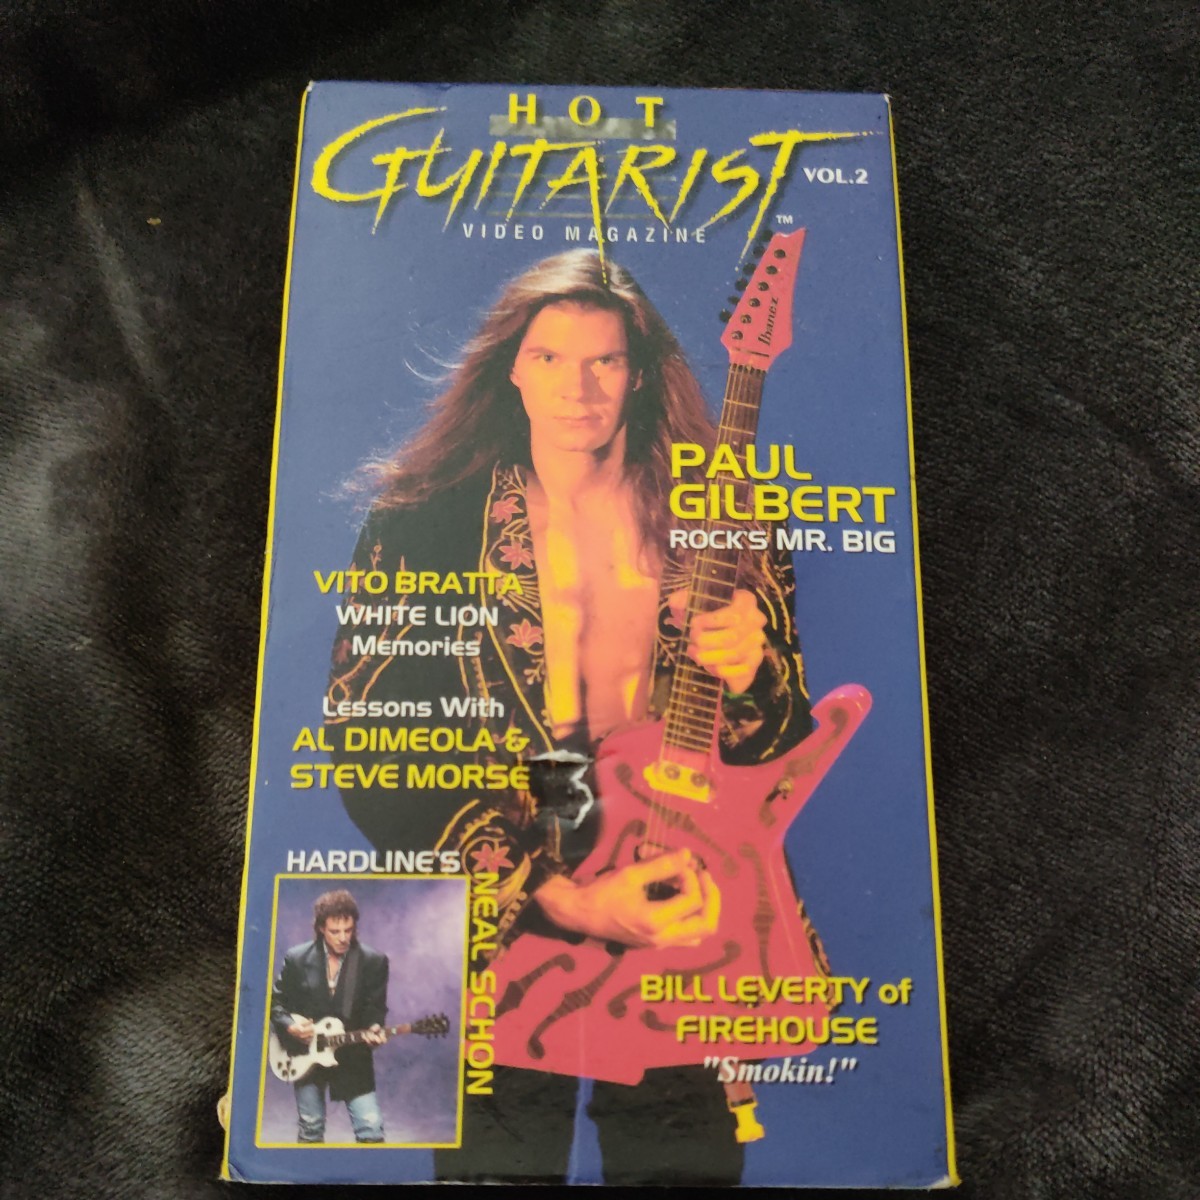 HOT
GUITARIST
VOL.2
TM
VIDEO MAGAZINE
Ibanez
PAUL
GILBERT
ROCK'S MR. BIG
VITO BRATTA
WHITE LION
Memories
Lessons With
AL DIMEOLA &
STEVE MORSE
HARDLINE'S
NEAL SCHON
BILL LEVERTY of
FIREHOUSE
"Smokin!"